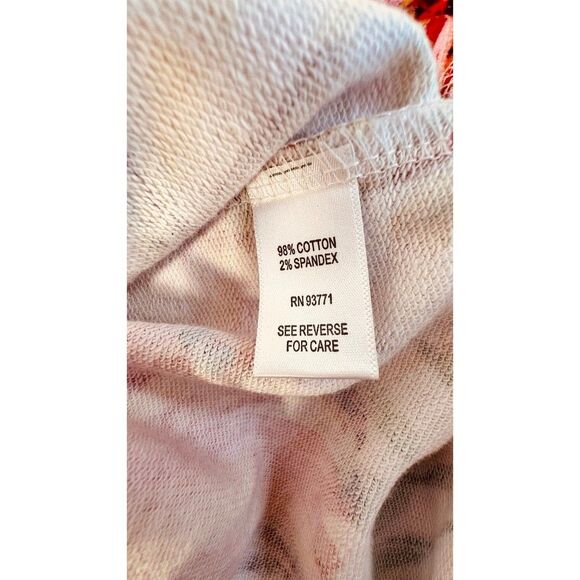 98% COTTON
2% SPANDEX
RN 93771
SEE REVERSE
FOR CARE